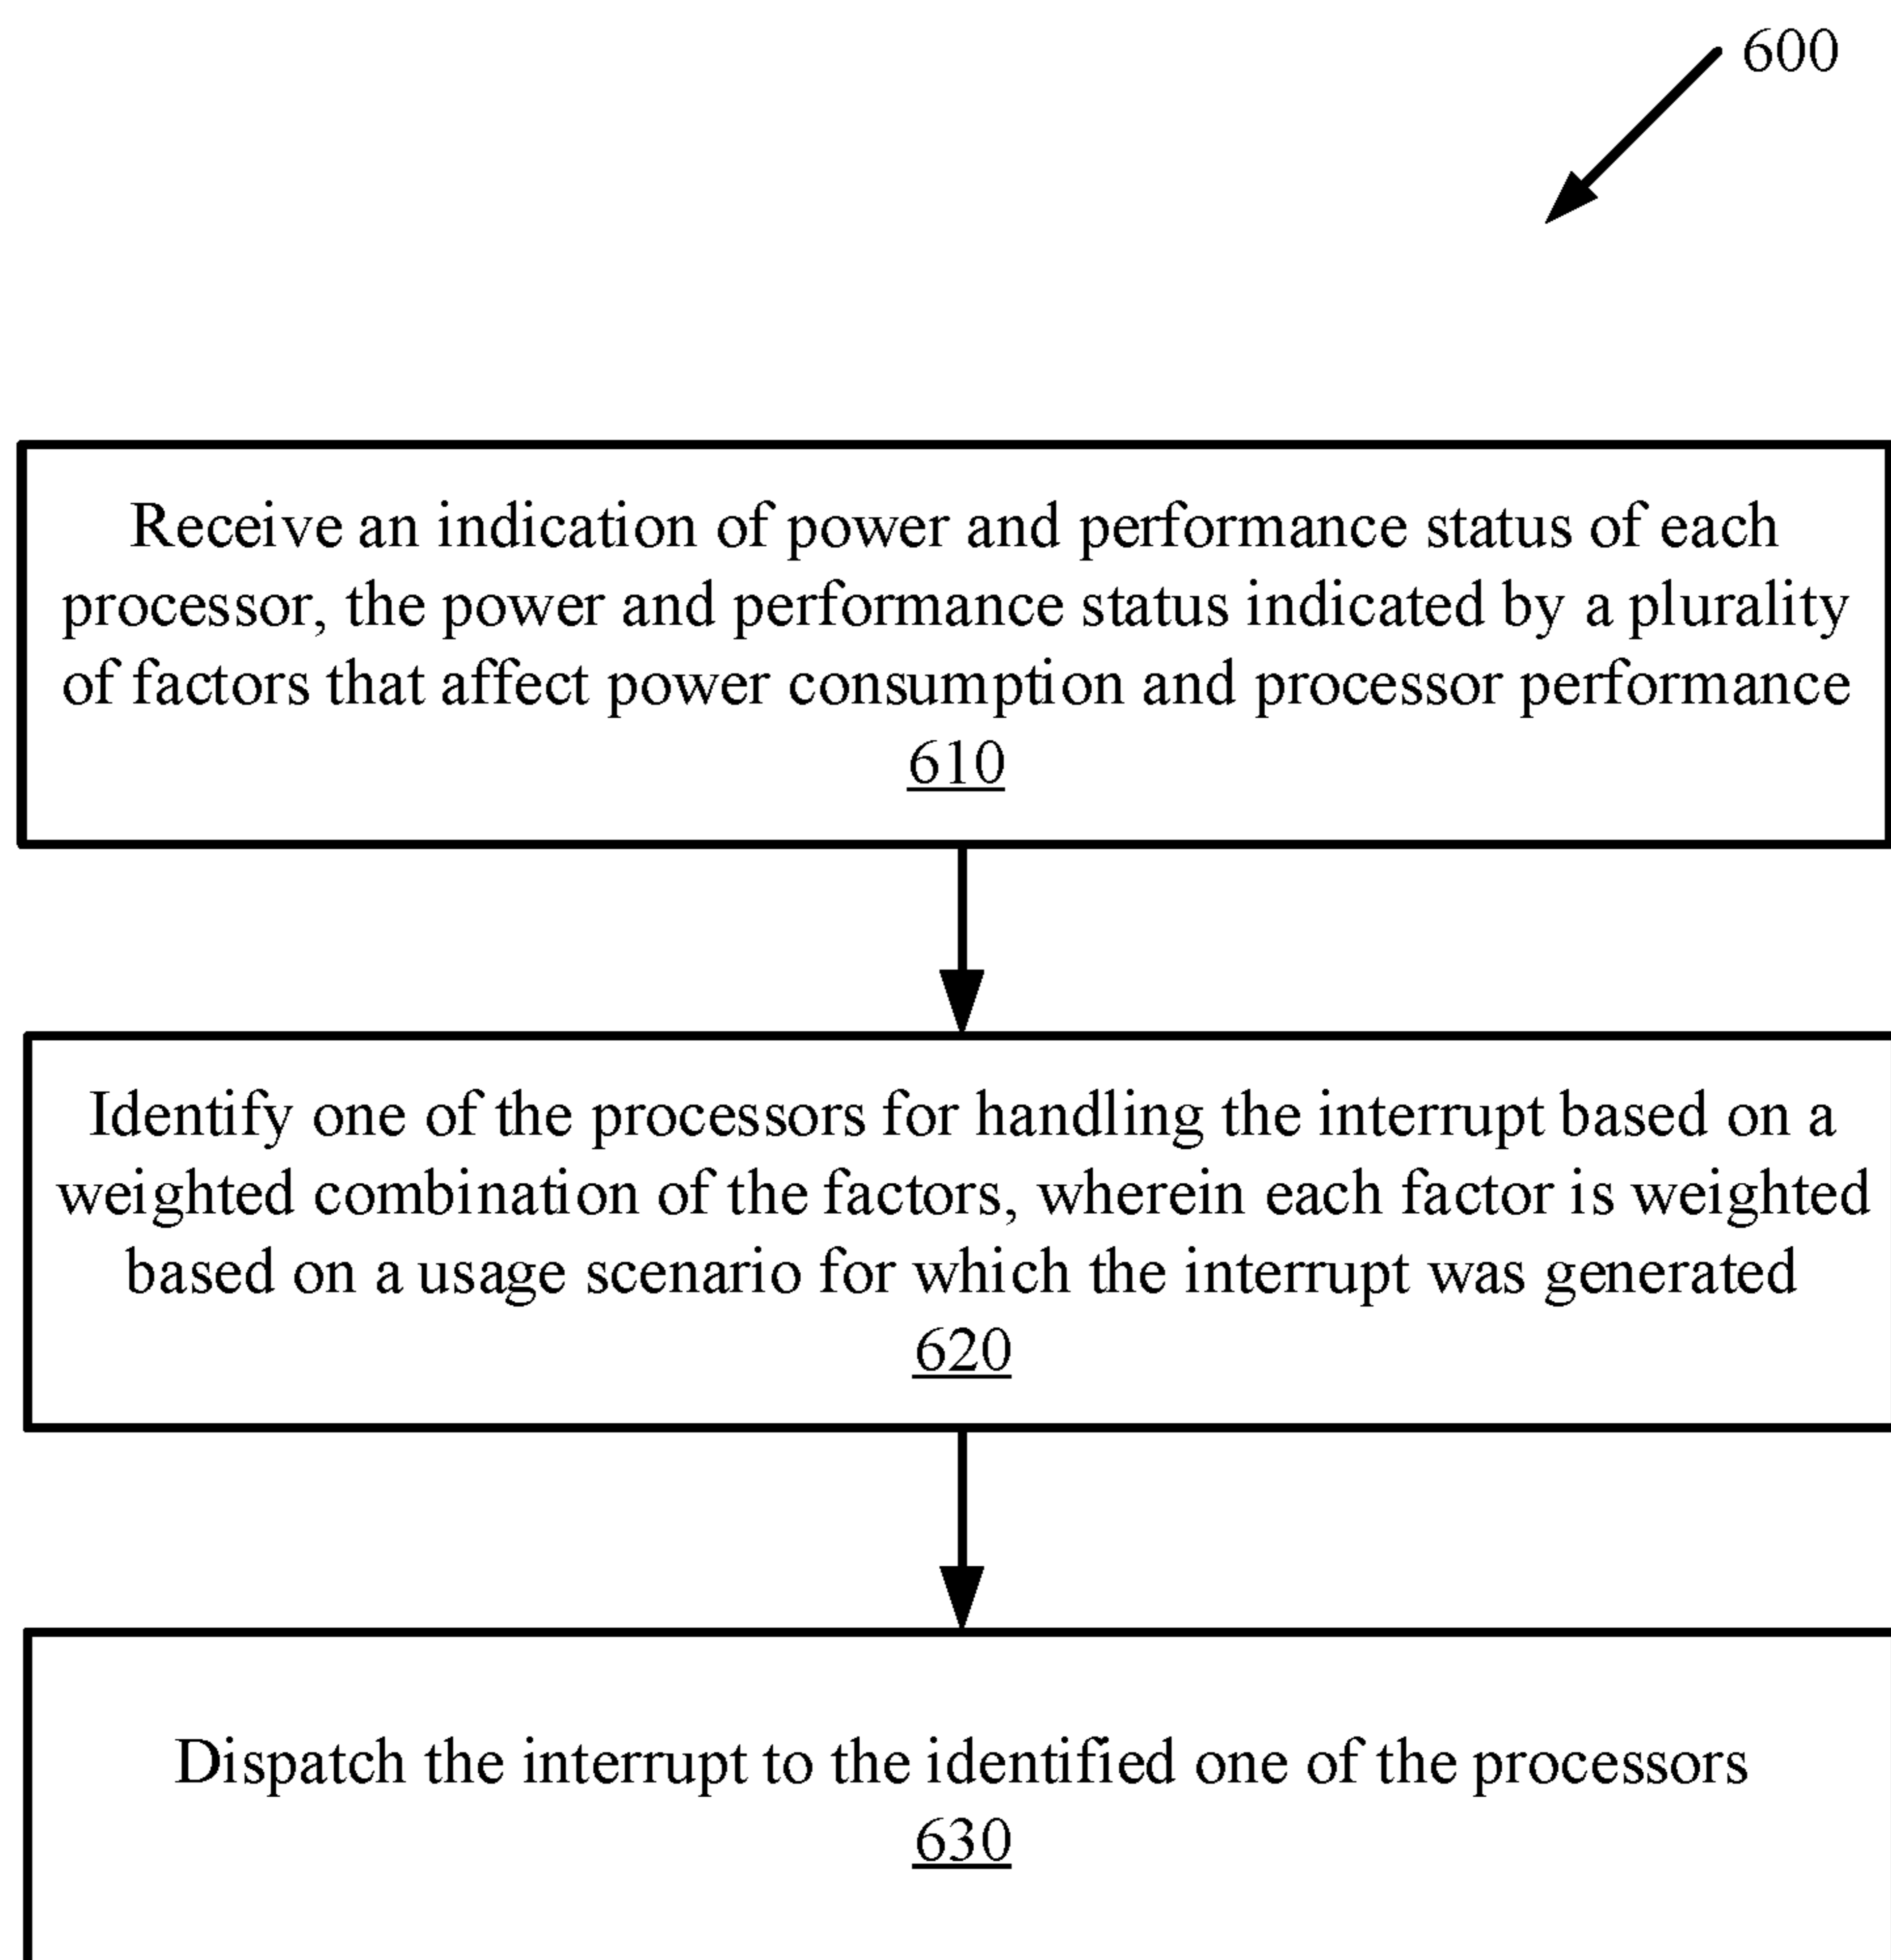 600
Receive an indication of power and performance status of each
processor, the power and performance status indicated by a plurality
of factors that affect power consumption and processor performance
610
Identify one of the processors for handling the interrupt based on a
weighted combination of the factors, wherein each factor is weighted
based on a usage scenario for which the interrupt was generated
620
Dispatch the interrupt to the identified one of the processors
630